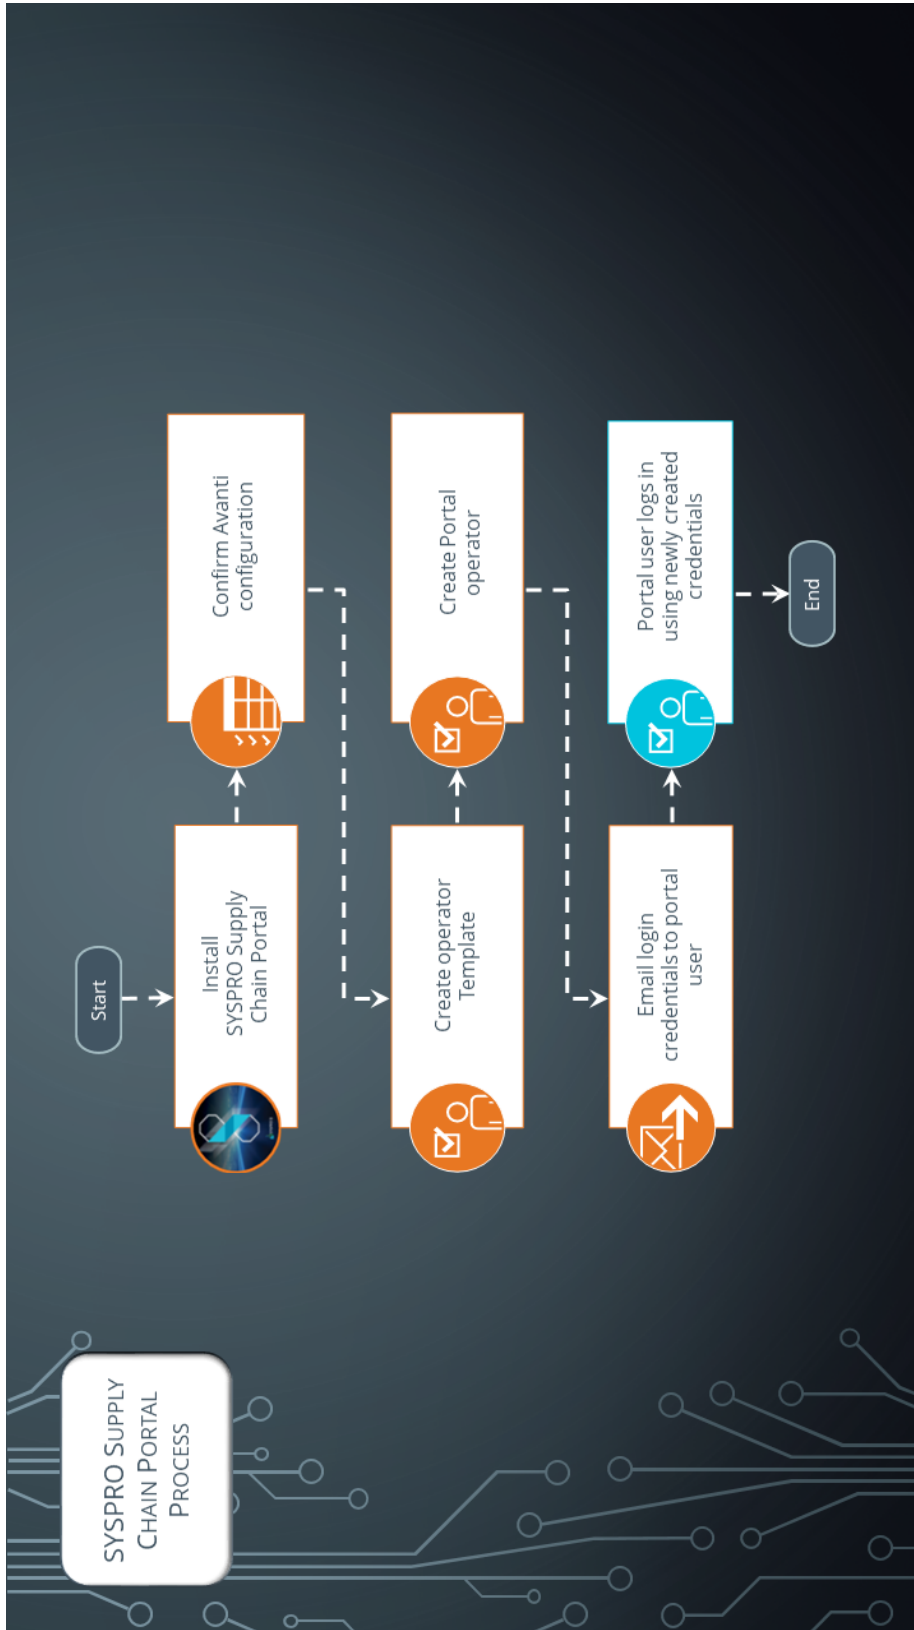 SYSPRO SUPPLY
CHAIN PORTAL
PROCESS
Start
Install
SYSPRO Supply
Chain Portal
Confirm Avanti
configuration
Create operator
Template
Create Portal
operator
Email login
credentials to portal
user
Portal user logs in
using newly created
credentials
End